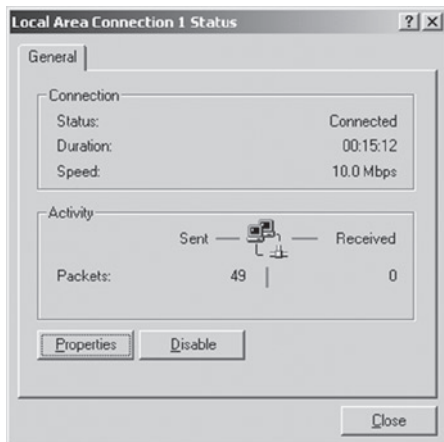 Local Area Connection 1 Status
General
Connection
Status: Connected
Duration: 00:15:12
Speed: 10.0 Mbps
Activity
Sent Received
Packets: 49 0
Properties Disable
Close